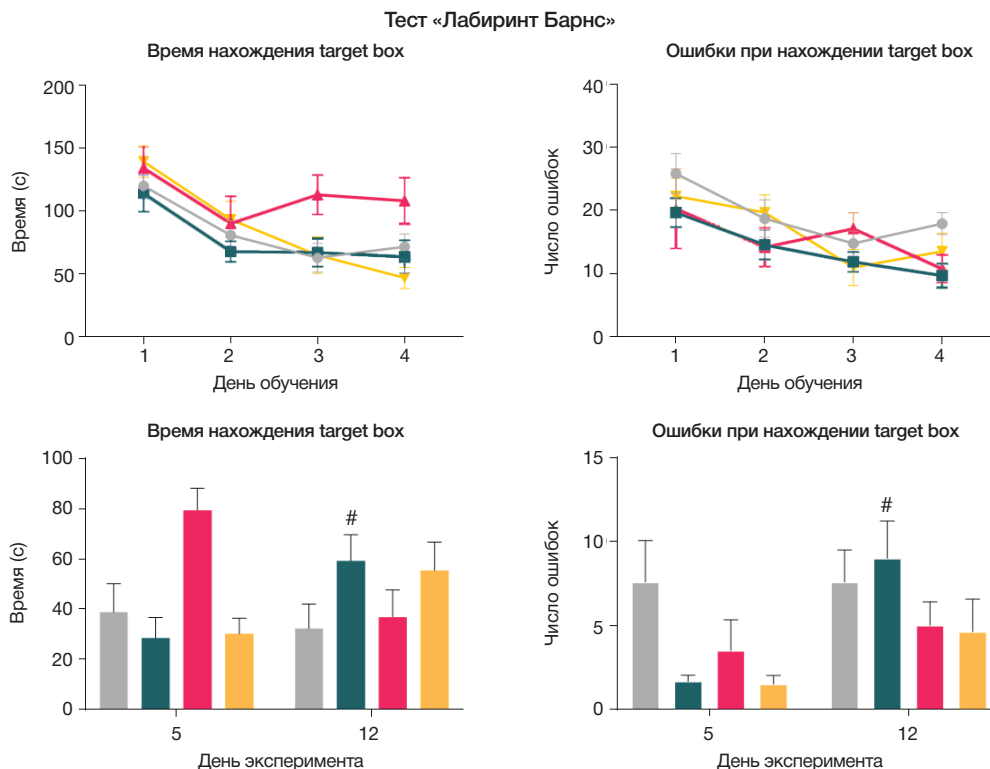 Тест «Лабиринт Барнс»
Время нахождения target box
200
150
100
50
0
Время (с)
1 2 3 4
День обучения
Ошибки при нахождении target box
40
30
20
10
0
Число ошибок
1 2 3 4
День обучения
Время нахождения target box
100
80
60
40
20
0
Время (с)
#
5 12
День эксперимента
Ошибки при нахождении target box
15
10
5
0
Число ошибок
#
5 12
День эксперимента